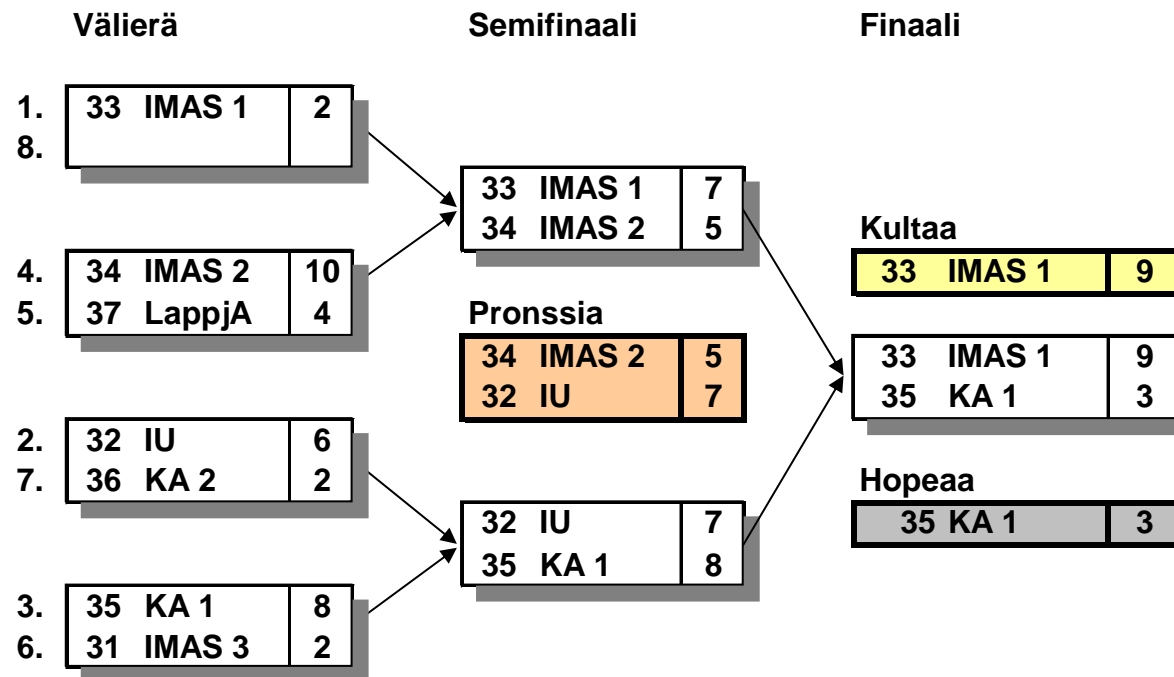 Välierä Semifinaali Finaali
1. 33 IMAS 1 2
8.
33 IMAS 1 7
34 IMAS 2 5
Kultaa
4. 34 IMAS 2 10
33 IMAS 1 9
5. 37 LappjA 4
Pronssia
34 IMAS 2 5
33 IMAS 1 9
32 IU 7
35 KA 1 3
2. 32 IU 6
7. 36 KA 2 2
Hopeaa
32 IU 7
35 KA 1 3
35 KA 1 8
3. 35 KA 1 8
6. 31 IMAS 3 2